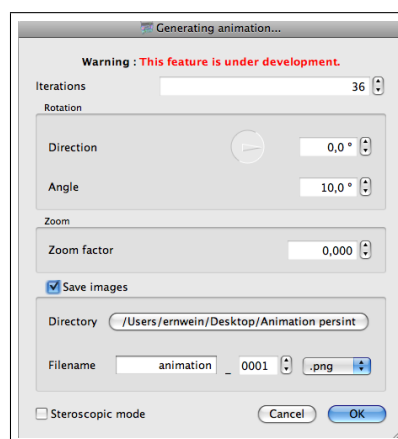 Generating animation...
Warning : This feature is under development.
Iterations 36
Rotation
Direction 0,0 °
Angle 10,0 °
Zoom
Zoom factor 0,000
Save images
Directory /Users/ernwein/Desktop/Animation persint
Filename animation _ 0001 .png
Steroscopic mode Cancel OK